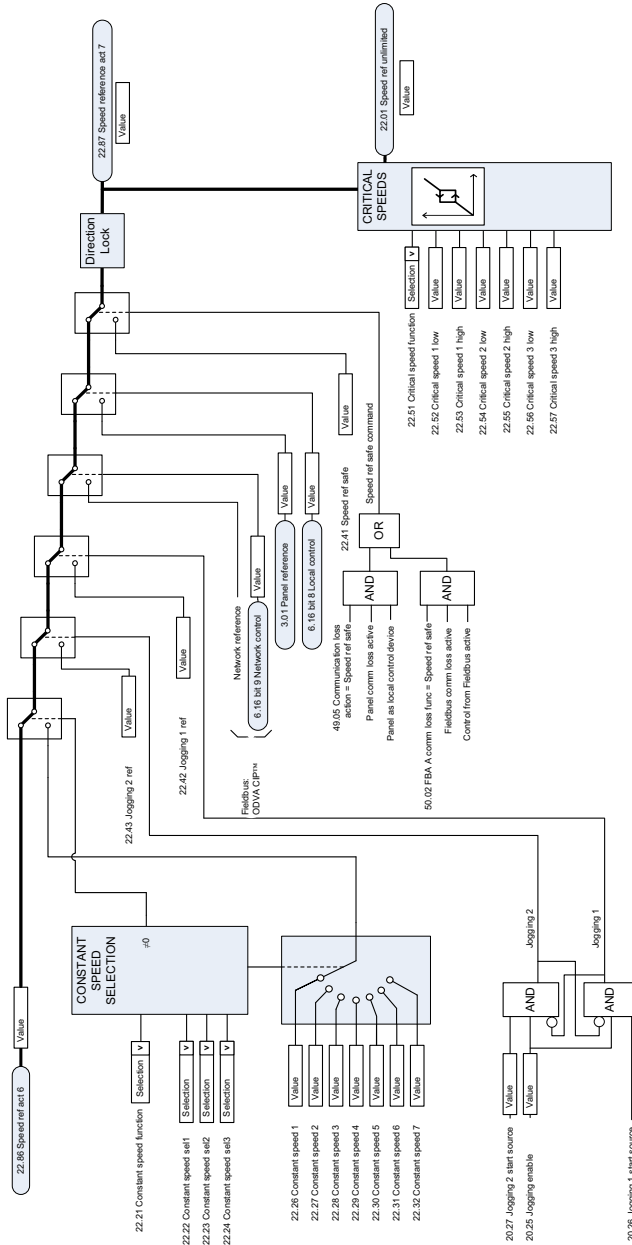 22.86 Speed ref act 6
Value
22.21 Constant speed function
Selection
v
22.22 Constant speed sel1
Selection
v
22.23 Constant speed sel2
Selection
v
22.24 Constant speed sel3
Selection
v
CONSTANT
SPEED
SELECTION
≠0
22.26 Constant speed 1
Value
22.27 Constant speed 2
Value
22.28 Constant speed 3
Value
22.29 Constant speed 4
Value
22.30 Constant speed 5
Value
22.31 Constant speed 6
Value
22.32 Constant speed 7
Value
20.27 Jogging 2 start source
Value
20.25 Jogging enable
Value
20.26 Jogging 1 start source
AND
AND
Jogging 2
Jogging 1
22.43 Jogging 2 ref
Value
22.42 Jogging 1 ref
Value
Fieldbus:
ODVA CIP™
Network reference
6.16 bit 9 Network control
Value
3.01 Panel reference
Value
6.16 bit 8 Local control
Value
22.41 Speed ref safe
Value
49.05 Communication loss
action = Speed ref safe
Panel comm loss active
Panel as local control device
AND
50.02 FBA A comm loss func = Speed ref safe
Fieldbus comm loss active
Control from Fieldbus active
AND
OR
Speed ref safe command
Direction
Lock
22.87 Speed reference act 7
Value
22.51 Critical speed function
Selection
v
22.52 Critical speed 1 low
Value
22.53 Critical speed 1 high
Value
22.54 Critical speed 2 low
Value
22.55 Critical speed 2 high
Value
22.56 Critical speed 3 low
Value
22.57 Critical speed 3 high
Value
CRITICAL
SPEEDS
22.01 Speed ref unlimited
Value